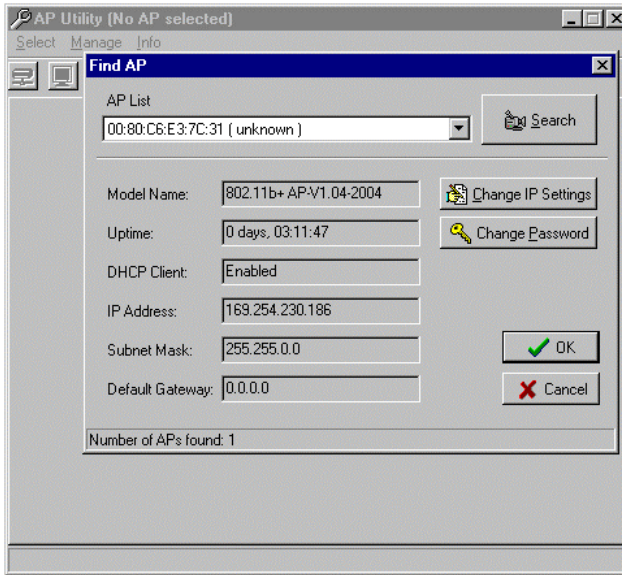 AP Utility (No AP selected)
Select Manage Info
Find AP
AP List
00:80:C6:E3:7C:31 ( unknown )
Search
Model Name: 802.11b+ AP-V1.04-2004
Change IP Settings
Uptime: 0 days, 03:11:47
Change Password
DHCP Client: Enabled
IP Address: 169.254.230.186
Subnet Mask: 255.255.0.0
OK
Default Gateway: 0.0.0.0
Cancel
Number of APs found: 1